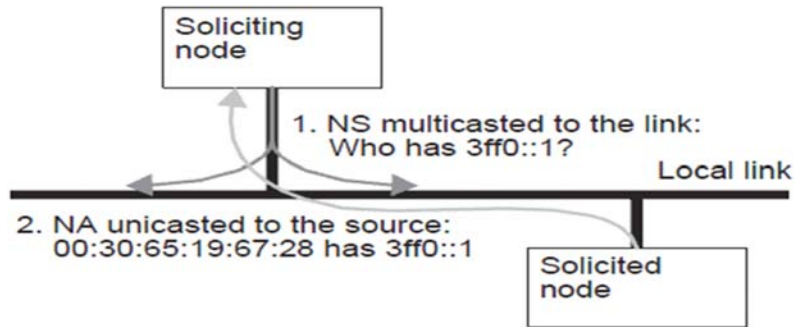 Soliciting
node
1. NS multicasted to the link:
Who has 3ff0::1?
Local link
2. NA unicasted to the source:
00:30:65:19:67:28 has 3ff0::1
Solicited
node